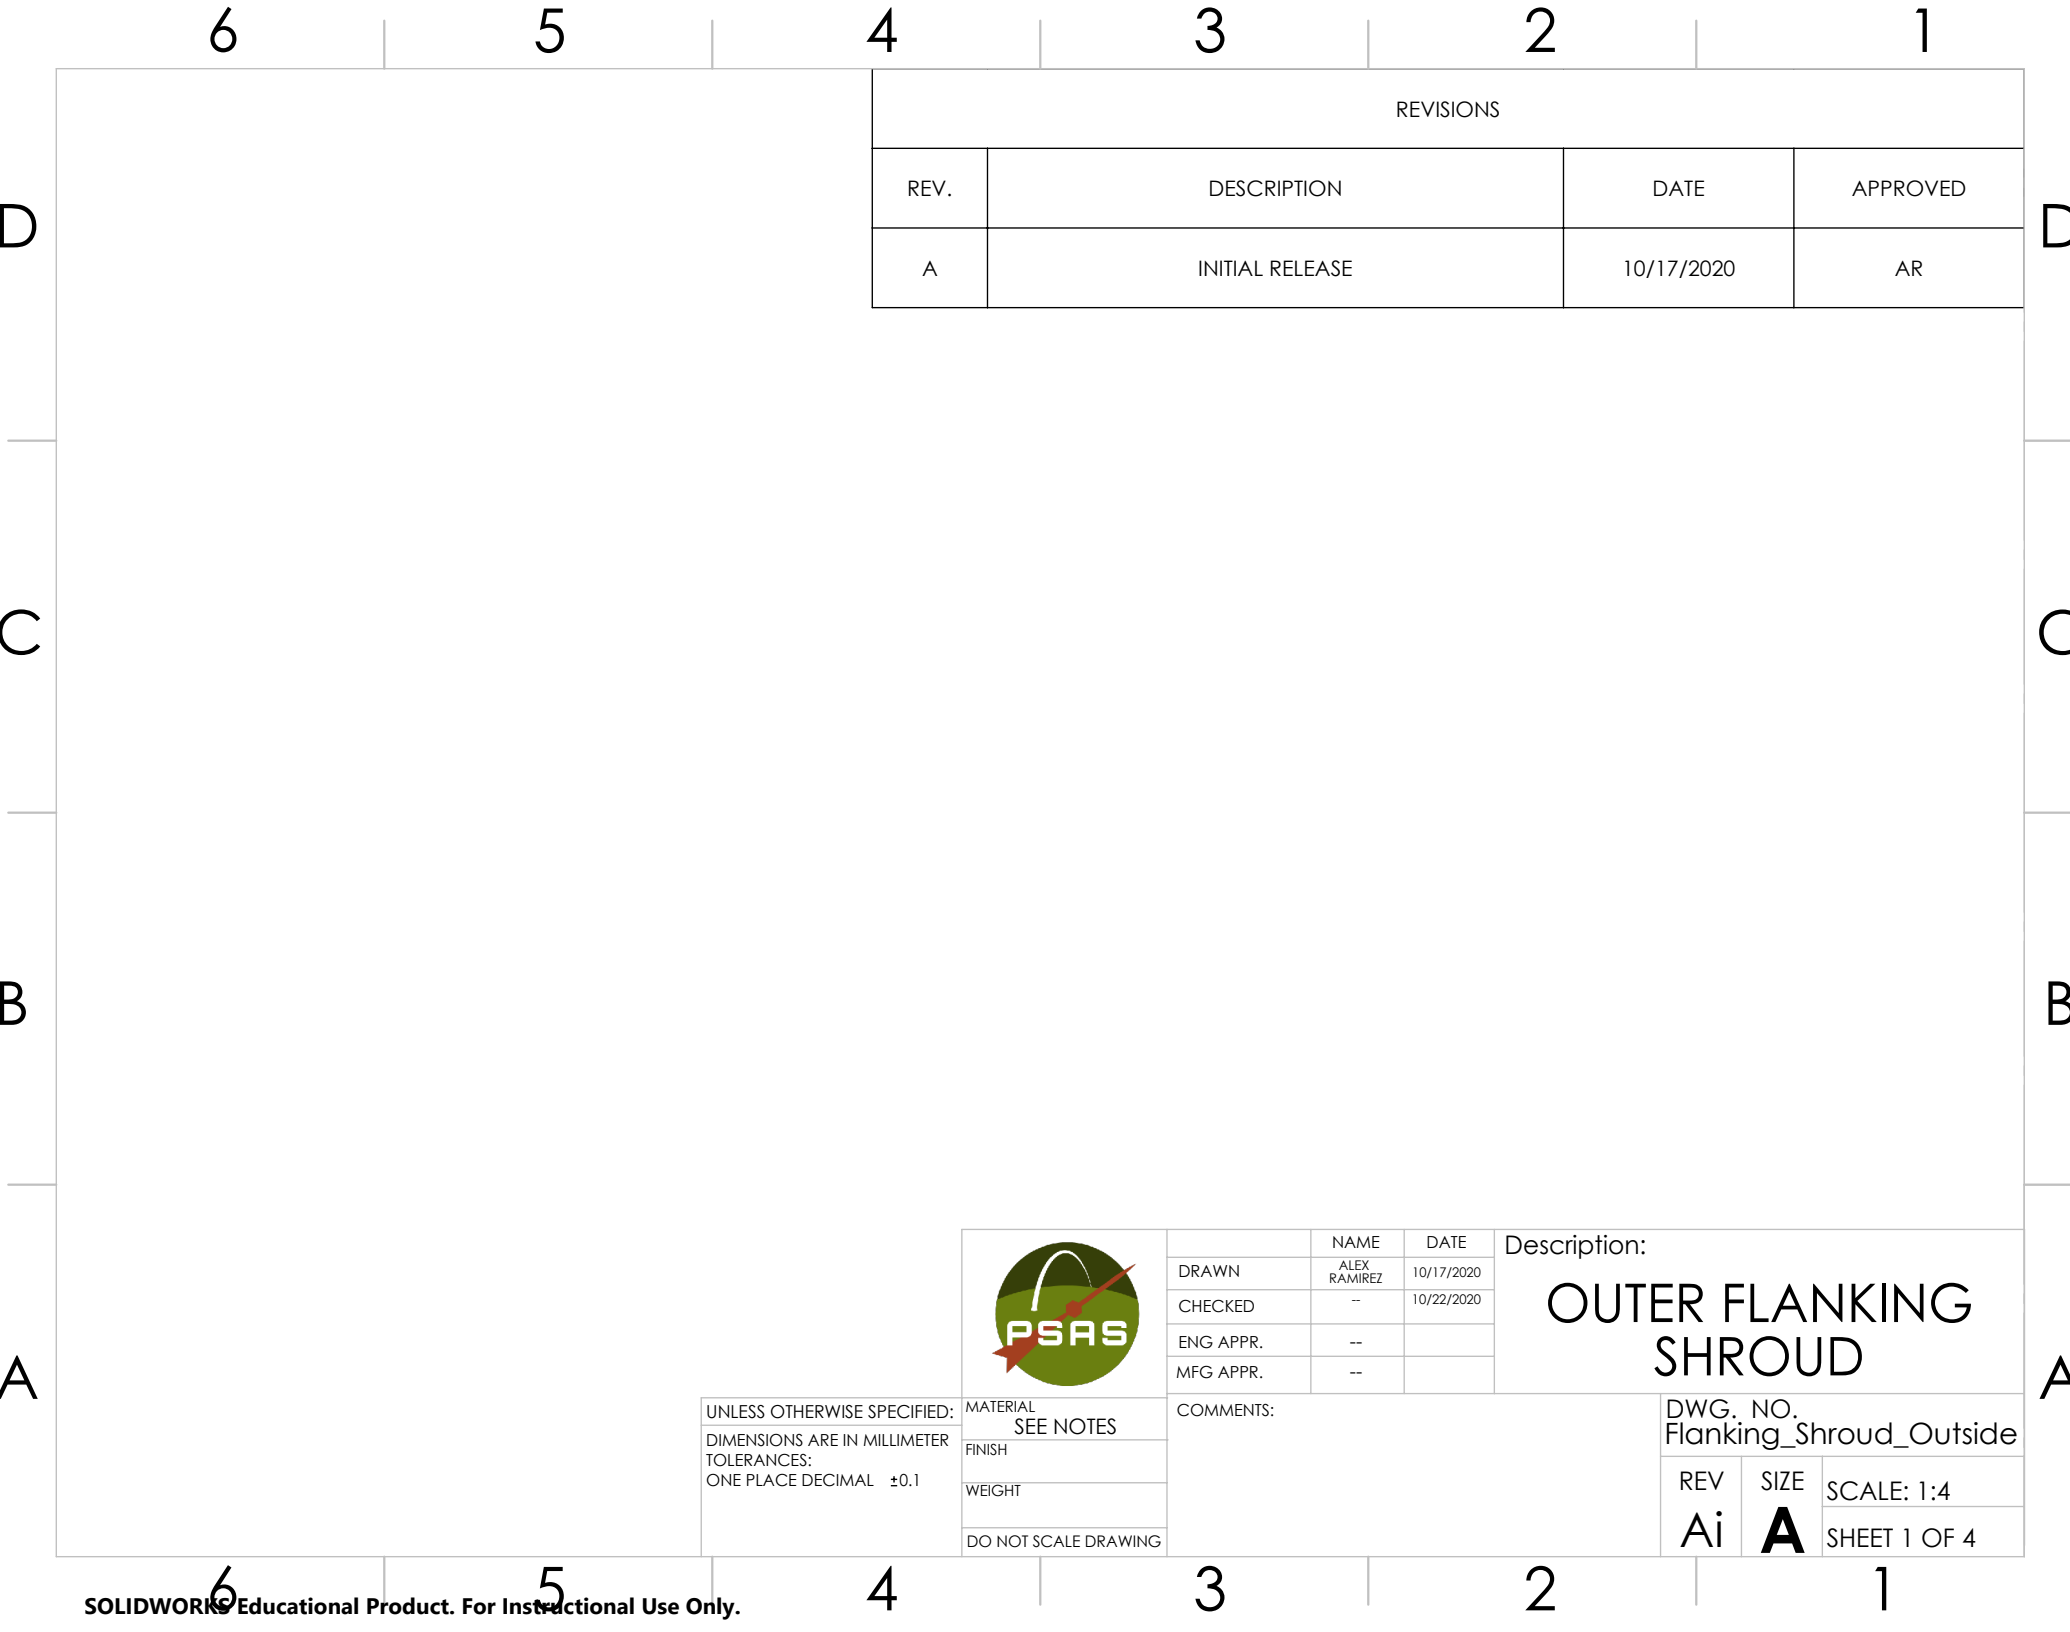 6 5 4 3 2 1
REVISIONS
REV. DESCRIPTION DATE APPROVED
D D
A INITIAL RELEASE 10/17/2020 AR
C C
B B
NAME DATE
Description:
DRAWN ALEX RAMIREZ 10/17/2020
CHECKED -- 10/22/2020
OUTER FLANKING
SHROUD
ENG APPR. --
MFG APPR. --
PSAS
A A
UNLESS OTHERWISE SPECIFIED:
DIMENSIONS ARE IN MILLIMETER
TOLERANCES:
ONE PLACE DECIMAL ±0.1
MATERIAL
SEE NOTES
FINISH
WEIGHT
DO NOT SCALE DRAWING
COMMENTS:
DWG. NO.
Flanking_Shroud_Outside
REV SIZE
Ai A
SCALE: 1:4
SHEET 1 OF 4
6 5 4 3 2 1
SOLIDWORKS Educational Product. For Instructional Use Only.